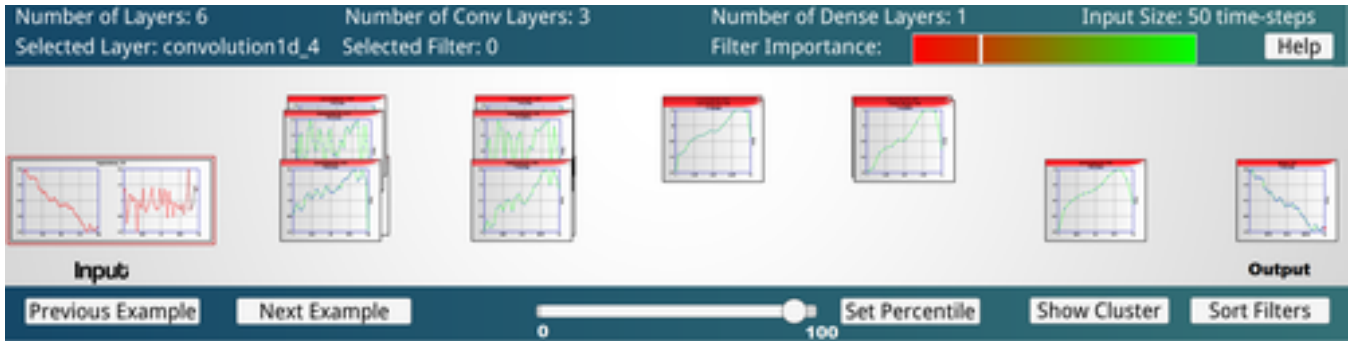 Number of Layers: 6 Number of Conv Layers: 3 Number of Dense Layers: 1 Input Size: 50 time-steps
Selected Layer: convolution1d_4 Selected Filter: 0 Filter Importance: Help
Input Output
Previous Example Next Example Set Percentile Show Cluster Sort Filters
0 100